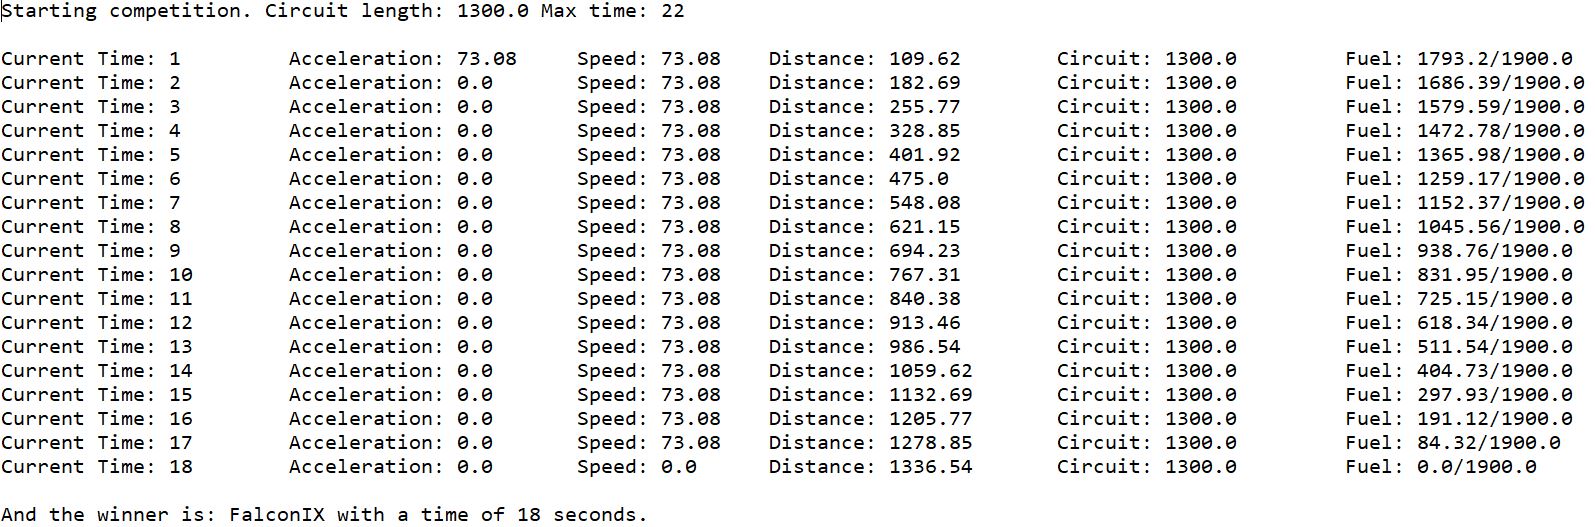 Starting competition. Circuit length: 1300.0 Max time: 22
Current Time: 1 Acceleration: 73.08 Speed: 73.08 Distance: 109.62 Circuit: 1300.0 Fuel: 1793.2/1900.0
Current Time: 2 Acceleration: 0.0 Speed: 73.08 Distance: 182.69 Circuit: 1300.0 Fuel: 1686.39/1900.0
Current Time: 3 Acceleration: 0.0 Speed: 73.08 Distance: 255.77 Circuit: 1300.0 Fuel: 1579.59/1900.0
Current Time: 4 Acceleration: 0.0 Speed: 73.08 Distance: 328.85 Circuit: 1300.0 Fuel: 1472.78/1900.0
Current Time: 5 Acceleration: 0.0 Speed: 73.08 Distance: 401.92 Circuit: 1300.0 Fuel: 1365.98/1900.0
Current Time: 6 Acceleration: 0.0 Speed: 73.08 Distance: 475.0 Circuit: 1300.0 Fuel: 1259.17/1900.0
Current Time: 7 Acceleration: 0.0 Speed: 73.08 Distance: 548.08 Circuit: 1300.0 Fuel: 1152.37/1900.0
Current Time: 8 Acceleration: 0.0 Speed: 73.08 Distance: 621.15 Circuit: 1300.0 Fuel: 1045.56/1900.0
Current Time: 9 Acceleration: 0.0 Speed: 73.08 Distance: 694.23 Circuit: 1300.0 Fuel: 938.76/1900.0
Current Time: 10 Acceleration: 0.0 Speed: 73.08 Distance: 767.31 Circuit: 1300.0 Fuel: 831.95/1900.0
Current Time: 11 Acceleration: 0.0 Speed: 73.08 Distance: 840.38 Circuit: 1300.0 Fuel: 725.15/1900.0
Current Time: 12 Acceleration: 0.0 Speed: 73.08 Distance: 913.46 Circuit: 1300.0 Fuel: 618.34/1900.0
Current Time: 13 Acceleration: 0.0 Speed: 73.08 Distance: 986.54 Circuit: 1300.0 Fuel: 511.54/1900.0
Current Time: 14 Acceleration: 0.0 Speed: 73.08 Distance: 1059.62 Circuit: 1300.0 Fuel: 404.73/1900.0
Current Time: 15 Acceleration: 0.0 Speed: 73.08 Distance: 1132.69 Circuit: 1300.0 Fuel: 297.93/1900.0
Current Time: 16 Acceleration: 0.0 Speed: 73.08 Distance: 1205.77 Circuit: 1300.0 Fuel: 191.12/1900.0
Current Time: 17 Acceleration: 0.0 Speed: 73.08 Distance: 1278.85 Circuit: 1300.0 Fuel: 84.32/1900.0
Current Time: 18 Acceleration: 0.0 Speed: 0.0 Distance: 1336.54 Circuit: 1300.0 Fuel: 0.0/1900.0
And the winner is: FalconIX with a time of 18 seconds.